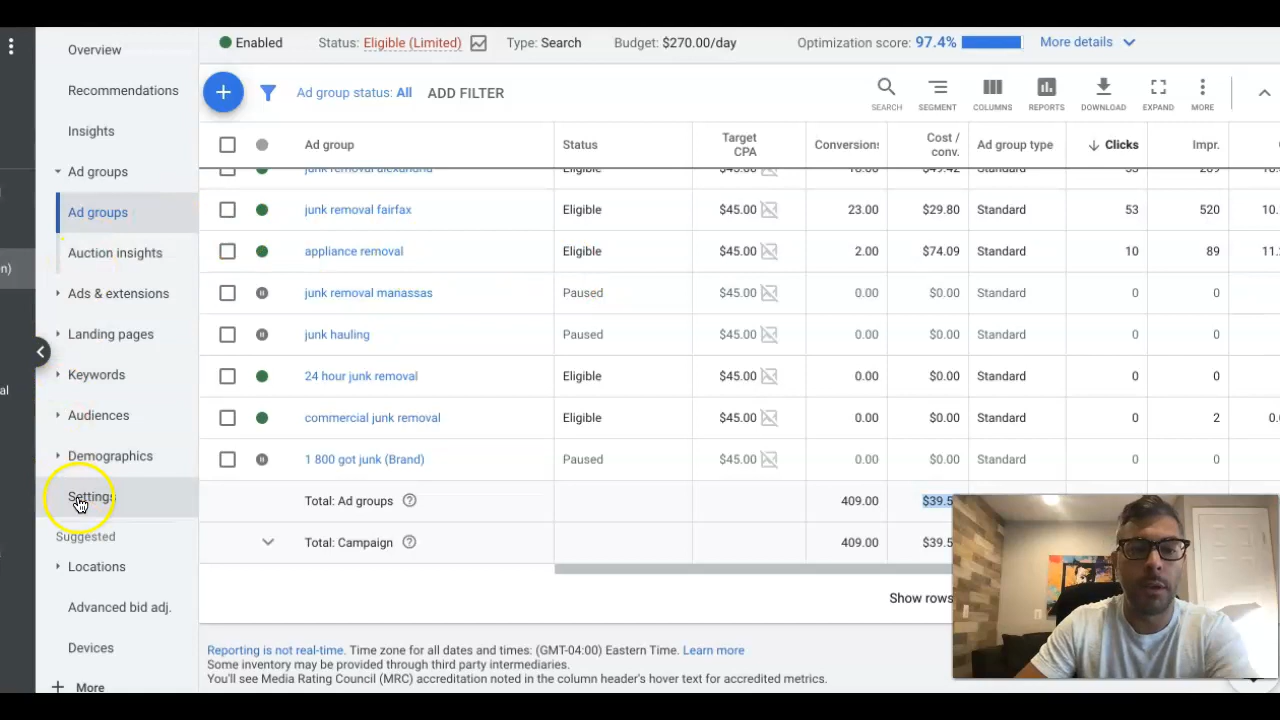 Overview
Recommendations
Insights
Ad groups
Ad groups
Auction insights
Ads & extensions
Landing pages
Keywords
Audiences
Demographics
Settings
Suggested
Locations
Advanced bid adj.
Devices
More
n)
al
Enabled Status: Eligible (Limited) Type: Search Budget: $270.00/day Optimization score: 97.4% More details
Ad group status: All ADD FILTER
SEARCH SEGMENT COLUMNS REPORTS DOWNLOAD EXPAND MORE
Ad group Status Target CPA Conversions Cost / conv. Ad group type Clicks Impr.
junk removal alexandria
junk removal fairfax Eligible $45.00 23.00 $29.80 Standard 53 520 10.
appliance removal Eligible $45.00 2.00 $74.09 Standard 10 89 11.
junk removal manassas Paused $45.00 0.00 $0.00 Standard 0 0
junk hauling Paused $45.00 0.00 $0.00 Standard 0 0
24 hour junk removal Eligible $45.00 0.00 $0.00 Standard 0 0
commercial junk removal Eligible $45.00 0.00 $0.00 Standard 0 2 0.
1 800 got junk (Brand) Paused $45.00 0.00 $0.00 Standard 0 0
Total: Ad groups 409.00 $39.5
Total: Campaign 409.00 $39.5
Show rows
Reporting is not real-time. Time zone for all dates and times: (GMT-04:00) Eastern Time. Learn more
Some inventory may be provided through third party intermediaries.
You'll see Media Rating Council (MRC) accreditation noted in the column header's hover text for accredited metrics.